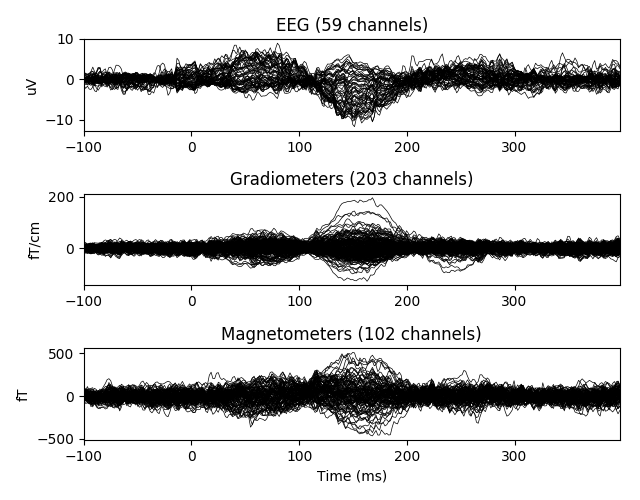 EEG (59 channels)
10
0
−10
uV
−100 0 100 200 300
Gradiometers (203 channels)
200
0
fT/cm
−100 0 100 200 300
Magnetometers (102 channels)
500
0
−500
fT
−100 0 100 200 300
Time (ms)